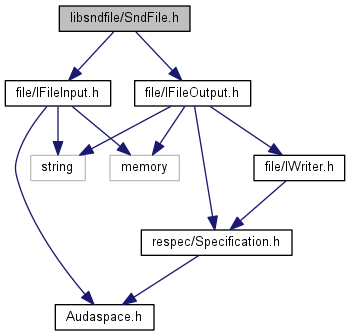 libsndfile/SndFile.h
file/IFileInput.h
file/IFileOutput.h
string
memory
file/IWriter.h
respec/Specification.h
Audaspace.h